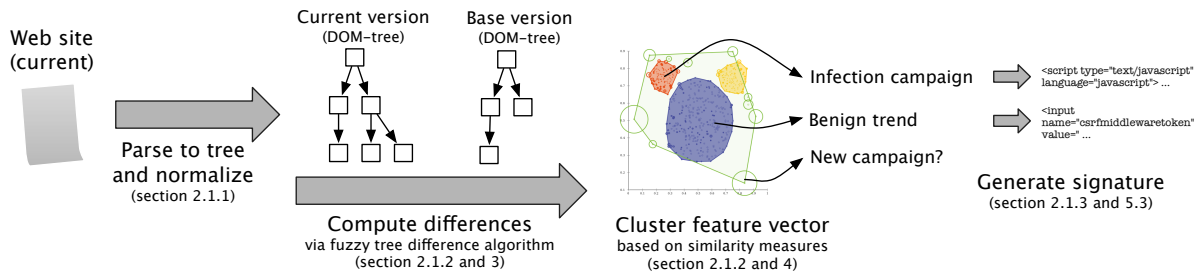 Web site
(current)
Parse to tree
and normalize
(section 2.1.1)
Current version
(DOM-tree)
Base version
(DOM-tree)
Compute differences
via fuzzy tree difference algorithm
(section 2.1.2 and 3)
Cluster feature vector
based on similarity measures
(section 2.1.2 and 4)
Infection campaign
Benign trend
New campaign?
<script type="text/javascript"
language="javascript"> ...
<input
name="csrfmiddlewaretoken"
value=" ...
Generate signature
(section 2.1.3 and 5.3)